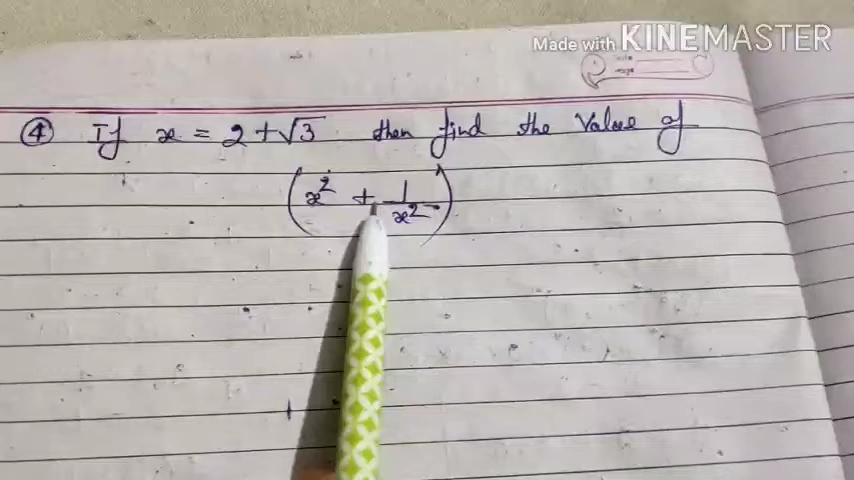 Made with KINEMASTER
④ If x = 2 + √3 then find the Value of
(x² + 1/x²)